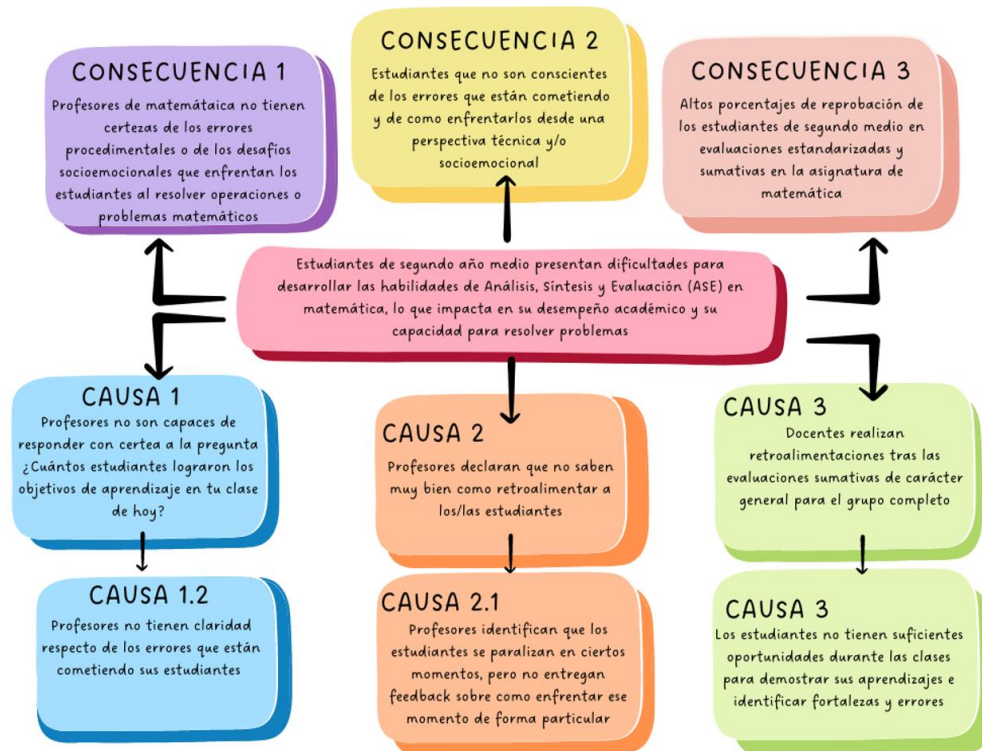 CONSECUENCIA 1
Profesores de matemátaica no tienen
certezas de los errores
procedimentales o de los desafíos
socioemocionales que enfrentan los
estudiantes al resolver operaciones o
problemas matemáticos
CONSECUENCIA 2
Estudiantes que no son conscientes
de los errores que están cometiendo
y de como enfrentarlos desde una
perspectiva técnica y/o
socioemocional
CONSECUENCIA 3
Altos porcentajes de reprobación de
los estudiantes de segundo medio en
evaluaciones estandarizadas y
sumativas en la asignatura de
matemática
Estudiantes de segundo año medio presentan dificultades para
desarrollar las habilidades de Análisis, Síntesis y Evaluación (ASE) en
matemática, lo que impacta en su desempeño académico y su
capacidad para resolver problemas
CAUSA 1
Profesores no son capaces de
responder con certea a la pregunta
¿Cuántos estudiantes lograron los
objetivos de aprendizaje en tu clase
de hoy?
CAUSA 2
Profesores declaran que no saben
muy bien como retroalimentar a
los/las estudiantes
CAUSA 3
Docentes realizan
retroalimentaciones tras las
evaluaciones sumativas de carácter
general para el grupo completo
CAUSA 1.2
Profesores no tienen claridad
respecto de los errores que están
cometiendo sus estudiantes
CAUSA 2.1
Profesores identifican que los
estudiantes se paralizan en ciertos
momentos, pero no entregan
feedback sobre como enfrentar ese
momento de forma particular
CAUSA 3
Los estudiantes no tienen suficientes
oportunidades durante las clases
para demostrar sus aprendizajes e
identificar fortalezas y errores